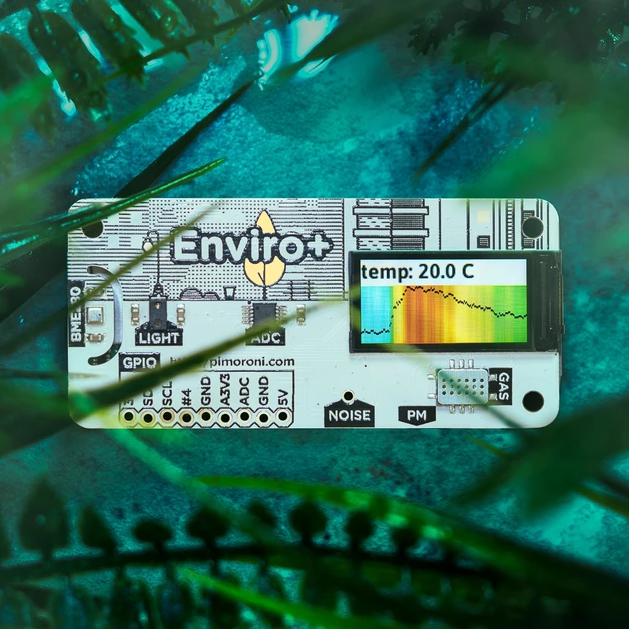 Enviro+
temp: 20.0 C
BME280
LIGHT
ADC
GPIO
pimoroni.com
SDA
SCL
#4
GND
A3V3
ADC
GND
5V
NOISE
PM
GAS